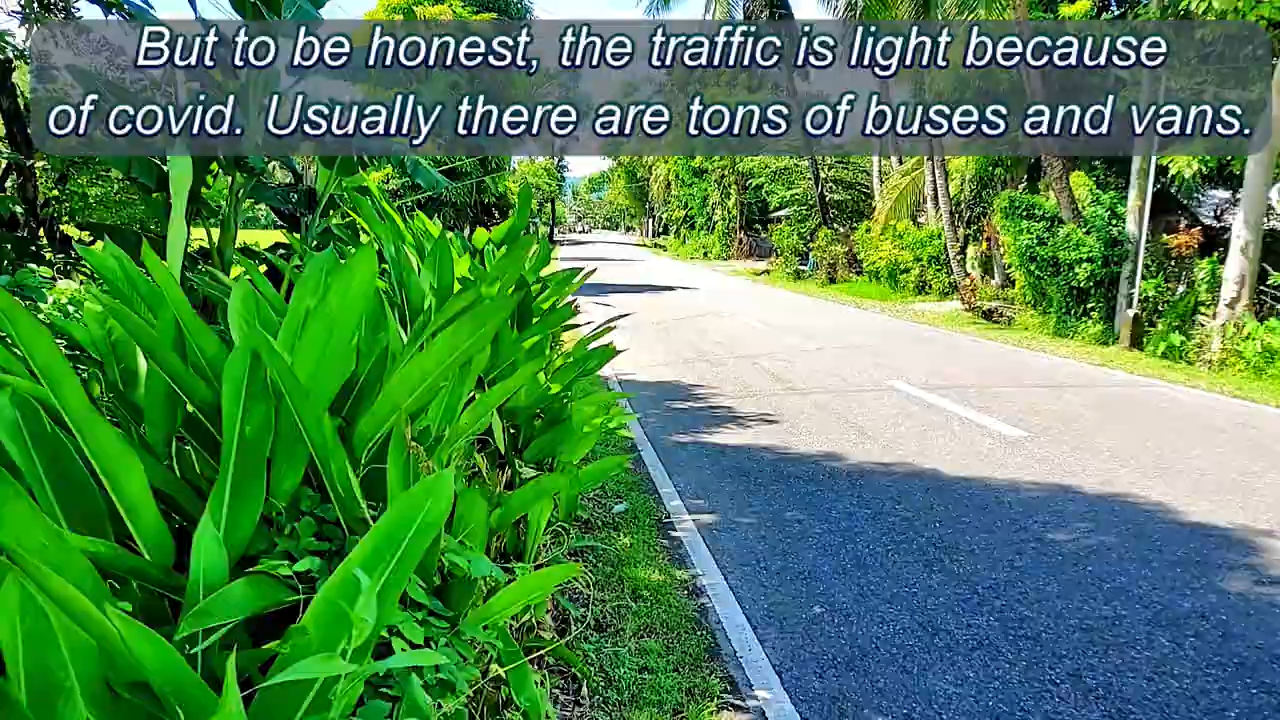 But to be honest, the traffic is light because
of covid. Usually there are tons of buses and vans.